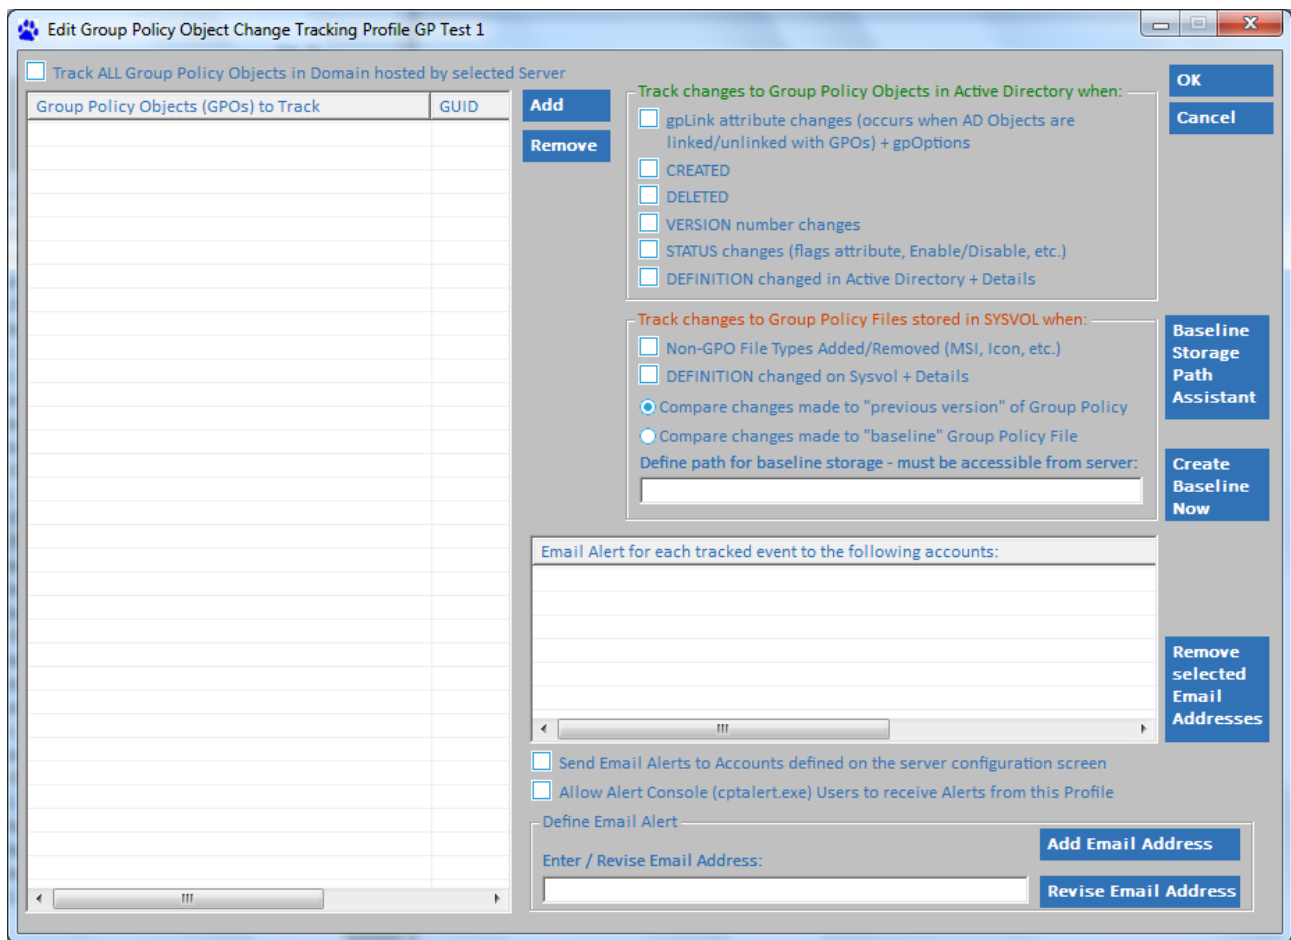 Edit Group Policy Object Change Tracking Profile GP Test 1
Track ALL Group Policy Objects in Domain hosted by selected Server
Group Policy Objects (GPOs) to Track GUID
Add
Remove
Track changes to Group Policy Objects in Active Directory when:
gpLink attribute changes (occurs when AD Objects are
linked/unlinked with GPOs) + gpOptions
CREATED
DELETED
VERSION number changes
STATUS changes (flags attribute, Enable/Disable, etc.)
DEFINITION changed in Active Directory + Details
OK
Cancel
Track changes to Group Policy Files stored in SYSVOL when:
Non-GPO File Types Added/Removed (MSI, Icon, etc.)
DEFINITION changed on Sysvol + Details
Compare changes made to "previous version" of Group Policy
Compare changes made to "baseline" Group Policy File
Define path for baseline storage - must be accessible from server:
Baseline
Storage
Path
Assistant
Create
Baseline
Now
Email Alert for each tracked event to the following accounts:
Remove
selected
Email
Addresses
Send Email Alerts to Accounts defined on the server configuration screen
Allow Alert Console (cptalert.exe) Users to receive Alerts from this Profile
Define Email Alert
Enter / Revise Email Address:
Add Email Address
Revise Email Address